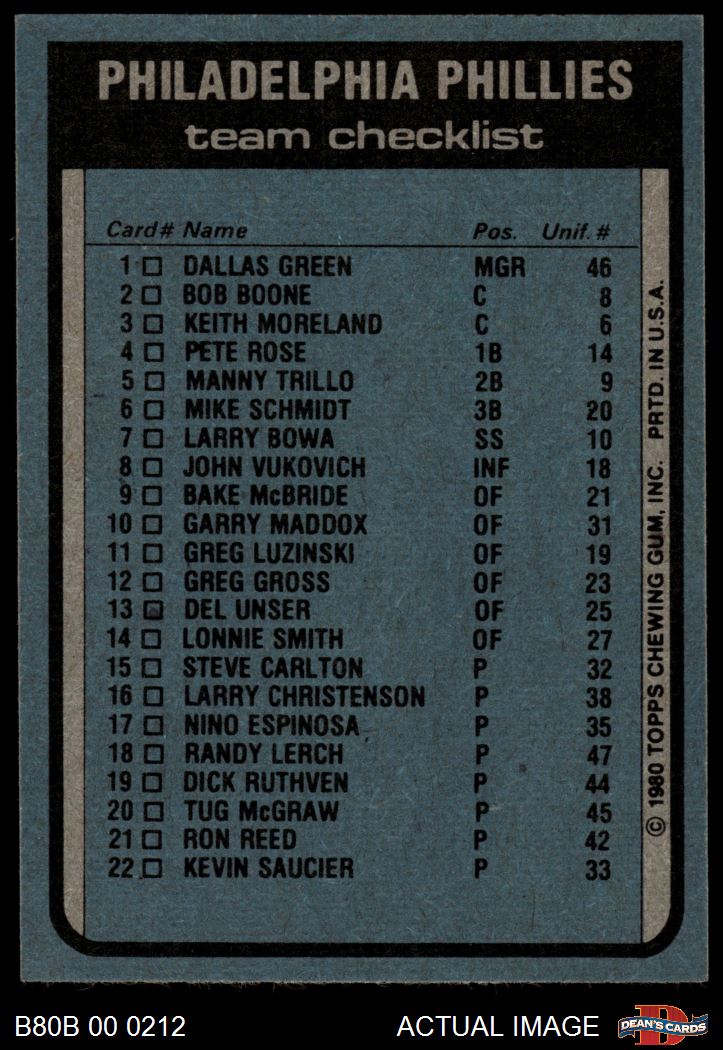 PHILADELPHIA PHILLIES
team checklist
Card# Name Pos. Unif. #
1 □ DALLAS GREEN MGR 46
2 □ BOB BOONE C 8
3 □ KEITH MORELAND C 6
4 □ PETE ROSE 1B 14
5 □ MANNY TRILLO 2B 9
6 □ MIKE SCHMIDT 3B 20
7 □ LARRY BOWA SS 10
8 □ JOHN VUKOVICH INF 18
9 □ BAKE McBRIDE OF 21
10 □ GARRY MADDOX OF 31
11 □ GREG LUZINSKI OF 19
12 □ GREG GROSS OF 23
13 □ DEL UNSER OF 25
14 □ LONNIE SMITH OF 27
15 □ STEVE CARLTON P 32
16 □ LARRY CHRISTENSON P 38
17 □ NINO ESPINOSA P 35
18 □ RANDY LERCH P 47
19 □ DICK RUTHVEN P 44
20 □ TUG McGRAW P 45
21 □ RON REED P 42
22 □ KEVIN SAUCIER P 33
© 1980 TOPPS CHEWING GUM, INC. PRTD. IN U.S.A.
B80B 00 0212 ACTUAL IMAGE
D
DEAN'S CARDS